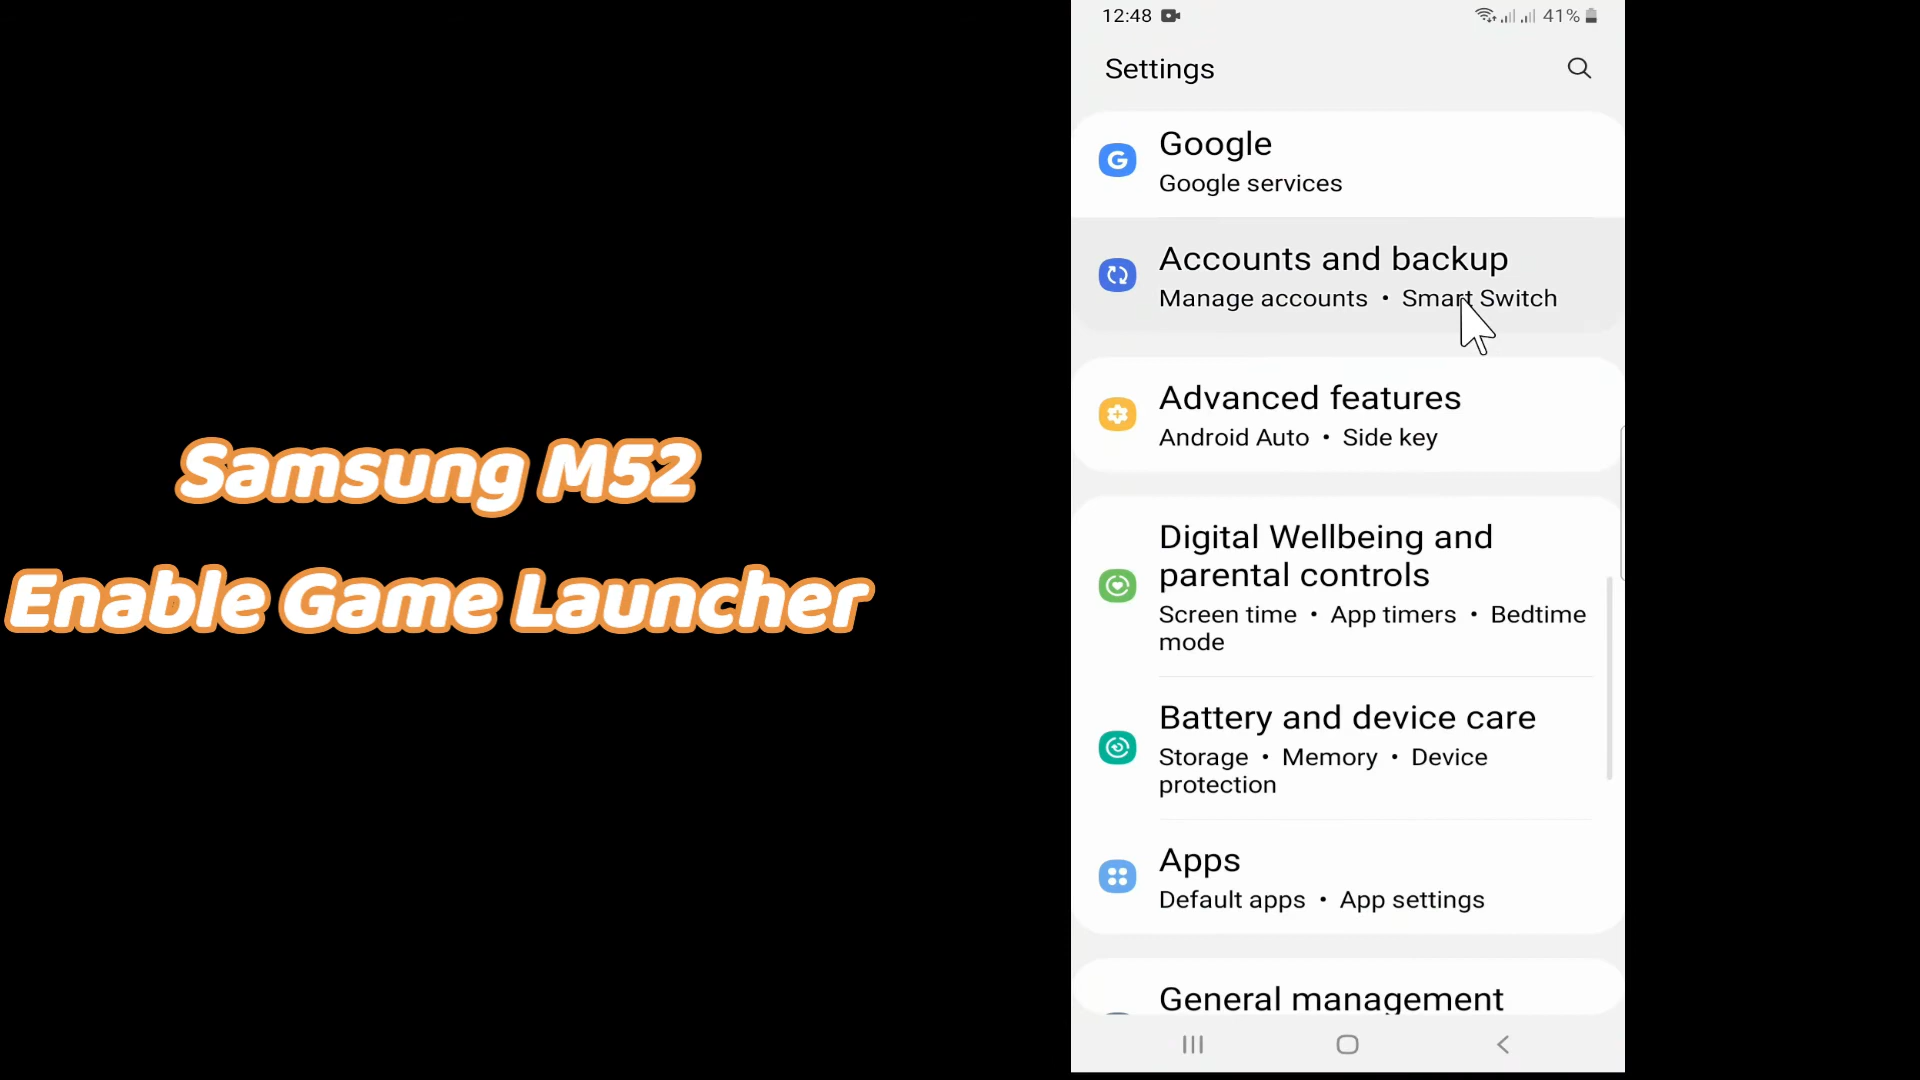 Samsung M52
Enable Game Launcher
12:48
41%
Settings
Google
Google services
Accounts and backup
Manage accounts • Smart Switch
Advanced features
Android Auto • Side key
Digital Wellbeing and
parental controls
Screen time • App timers • Bedtime
mode
Battery and device care
Storage • Memory • Device
protection
Apps
Default apps • App settings
General management